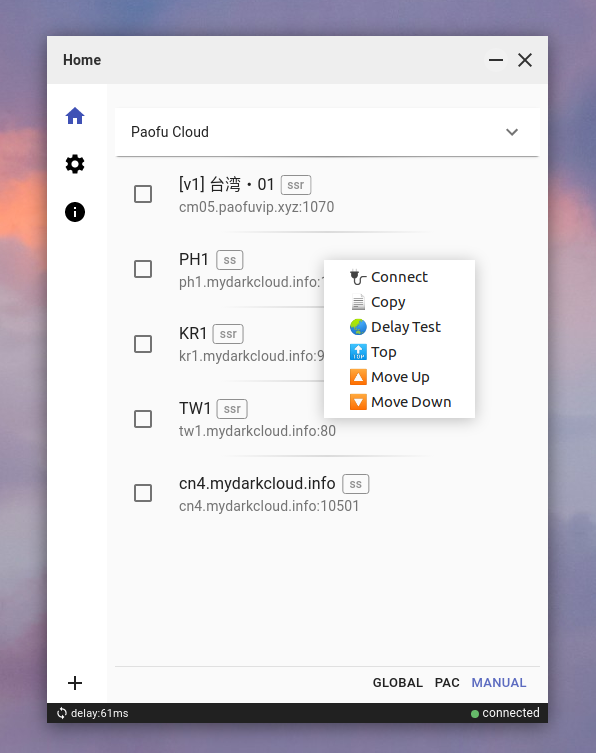 Home
Paofu Cloud
[v1] 台湾・01 ssr
cm05.paofuvip.xyz:1070
PH1 ss
ph1.mydarkcloud.info:
KR1 ssr
kr1.mydarkcloud.info:9
TW1 ssr
tw1.mydarkcloud.info:80
cn4.mydarkcloud.info ss
cn4.mydarkcloud.info:10501
Connect
Copy
Delay Test
Top
Move Up
Move Down
GLOBAL PAC MANUAL
delay:61ms
connected